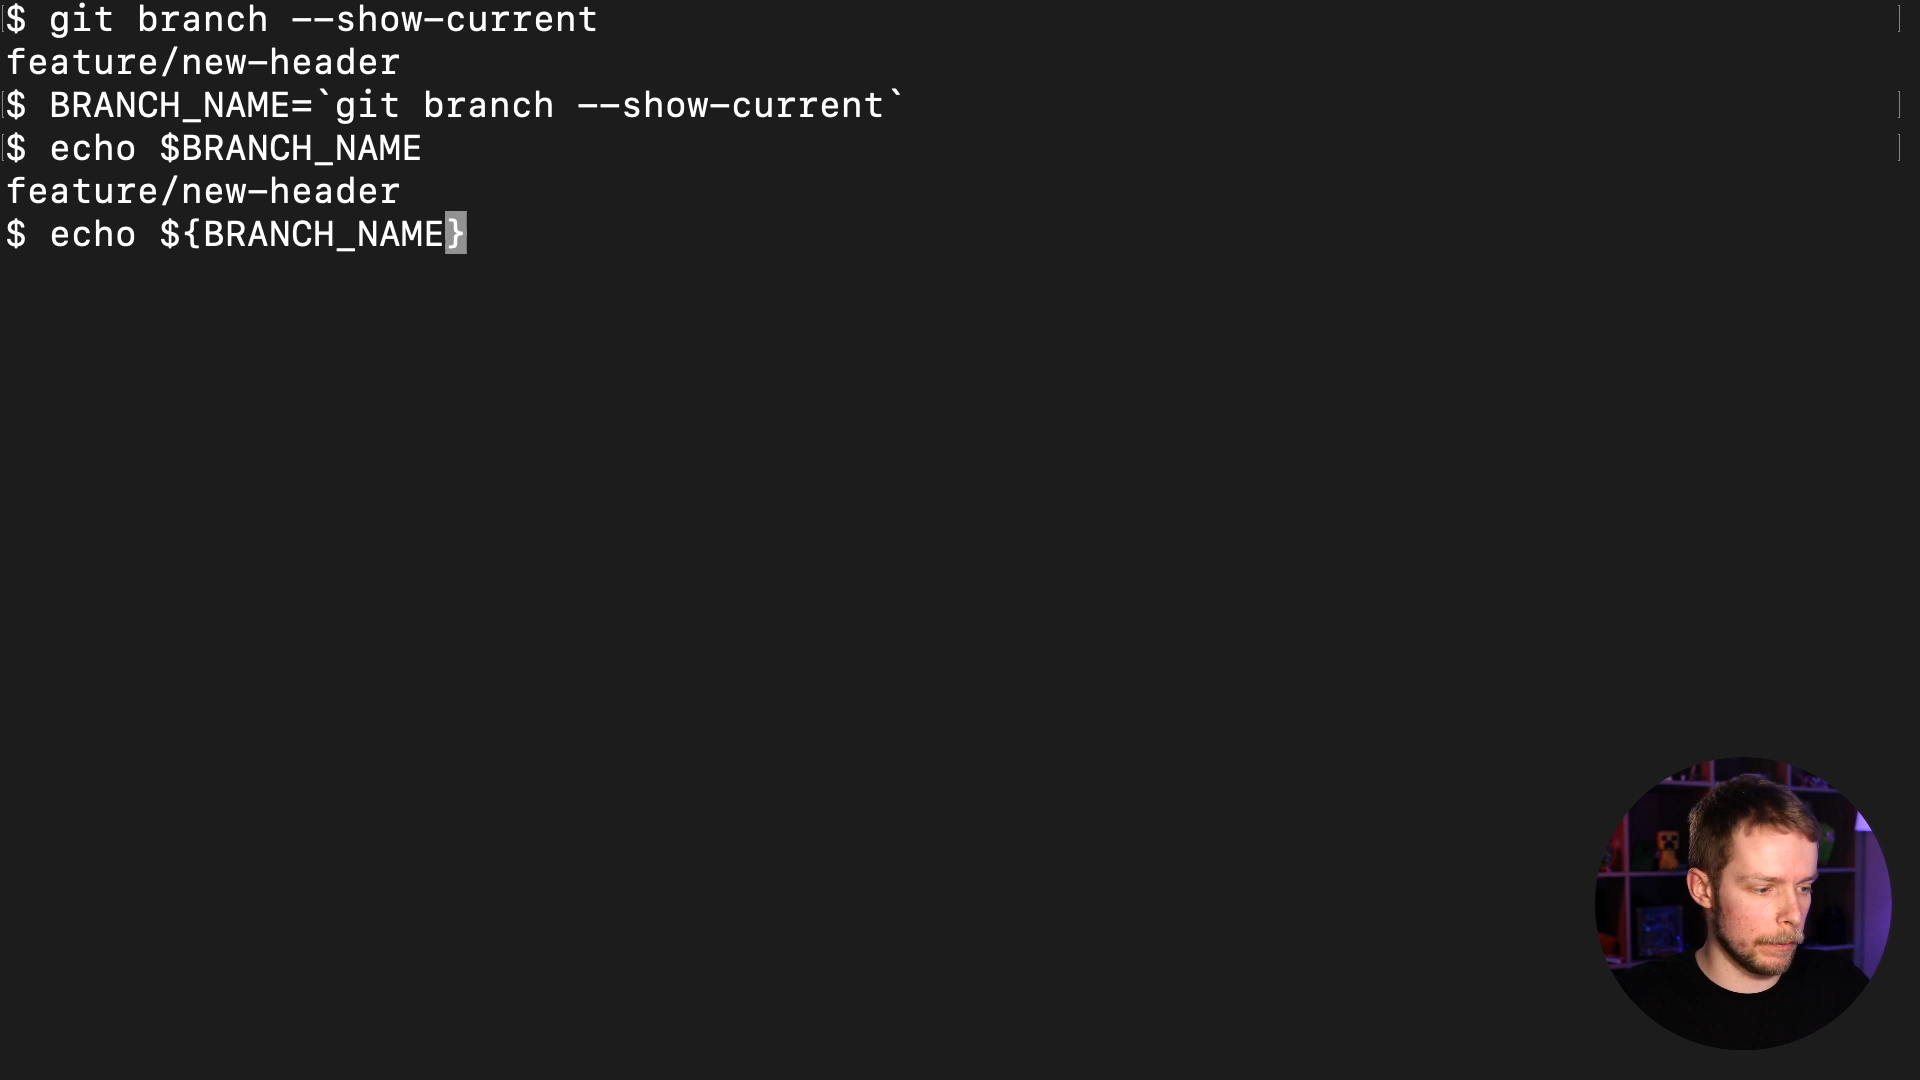 $ git branch --show-current
feature/new-header
$ BRANCH_NAME=`git branch --show-current`
$ echo $BRANCH_NAME
feature/new-header
$ echo ${BRANCH_NAME}